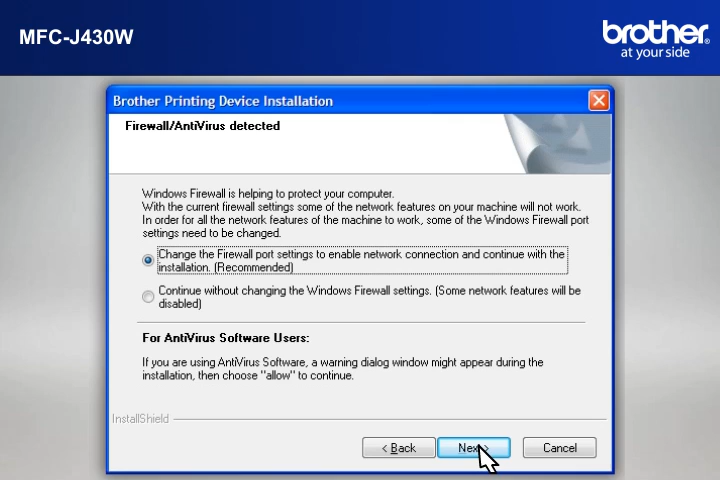 MFC-J430W
brother
at your side
Brother Printing Device Installation
Firewall/AntiVirus detected
Windows Firewall is helping to protect your computer.
With the current firewall settings some of the network features on your machine will not work.
In order for all the network features of the machine to work, some of the Windows Firewall port
settings need to be changed.
Change the Firewall port settings to enable network connection and continue with the
installation. (Recommended)
Continue without changing the Windows Firewall settings. (Some network features will be
disabled)
For AntiVirus Software Users:
If you are using AntiVirus Software, a warning dialog window might appear during the
installation, then choose "allow" to continue.
InstallShield
< Back
Next >
Cancel